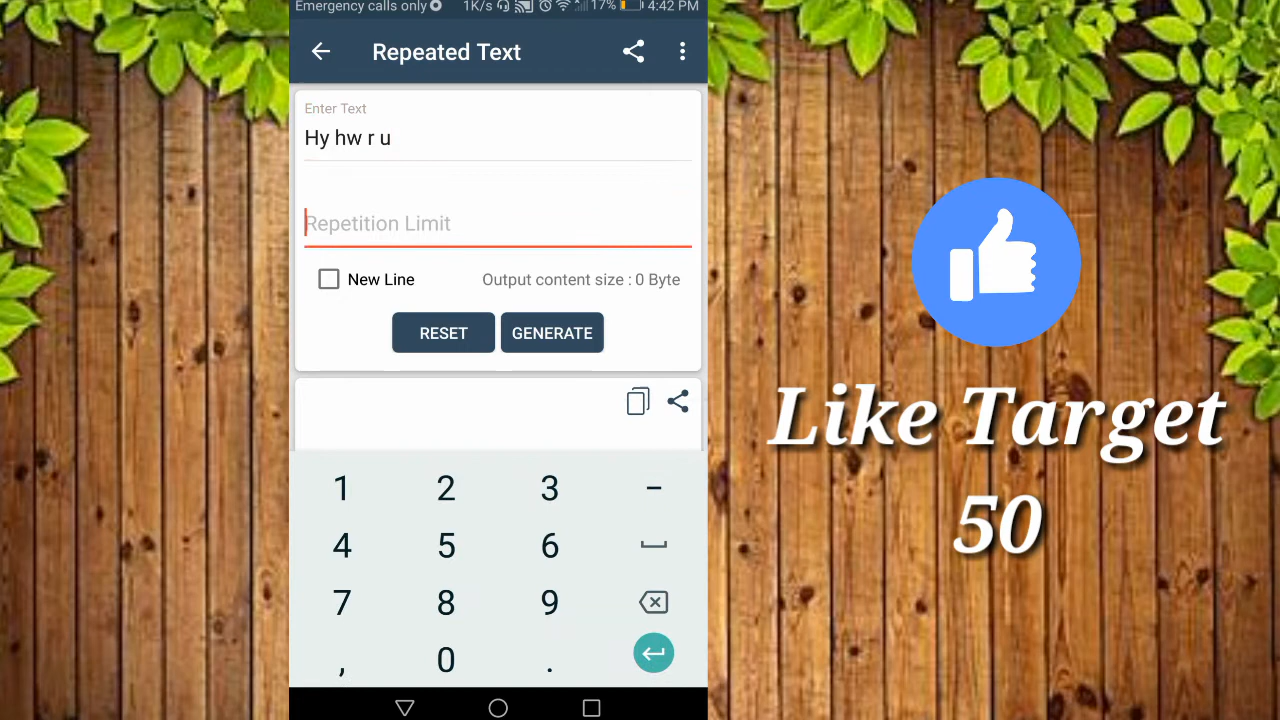 Emergency calls only 1K/s 17% 4:42 PM
Repeated Text
Enter Text
Hy hw r u
Repetition Limit
New Line Output content size : 0 Byte
RESET GENERATE
1 2 3 -
4 5 6
7 8 9
, 0 .
Like Target
50